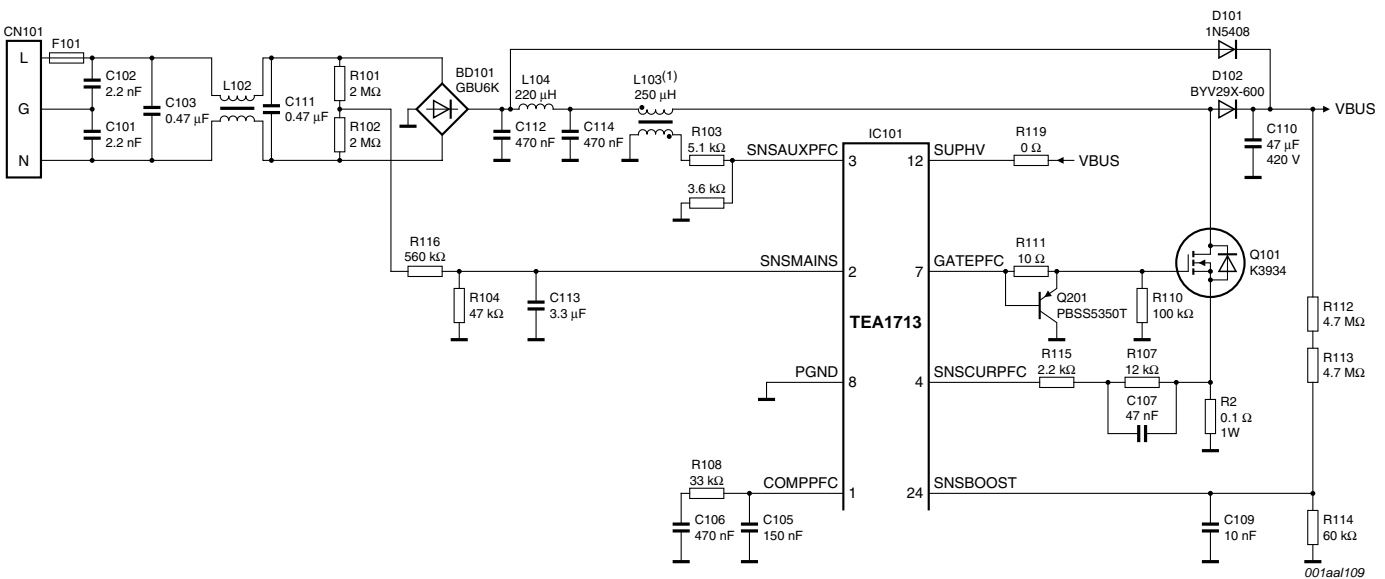 CN101
L
G
N
F101
C102
2.2 nF
C101
2.2 nF
C103
0.47 μF
L102
C111
0.47 μF
R101
2 MΩ
R102
2 MΩ
BD101
GBU6K
L104
220 μH
C112
470 nF
C114
470 nF
L103(1)
250 μH
R103
5.1 kΩ
3.6 kΩ
D101
1N5408
D102
BYV29X-600
VBUS
C110
47 μF
420 V
IC101
TEA1713
SNSAUXPFC
3
12
SUPHV
R119
0 Ω
VBUS
R116
560 kΩ
R104
47 kΩ
C113
3.3 μF
SNSMAINS
2
7
GATEPFC
R111
10 Ω
Q201
PBSS5350T
R110
100 kΩ
Q101
K3934
R112
4.7 MΩ
R113
4.7 MΩ
PGND
8
4
SNSCURPFC
R115
2.2 kΩ
R107
12 kΩ
C107
47 nF
R2
0.1 Ω
1W
R108
33 kΩ
COMPPFC
1
C106
470 nF
C105
150 nF
24
SNSBOOST
C109
10 nF
R114
60 kΩ
001aal109